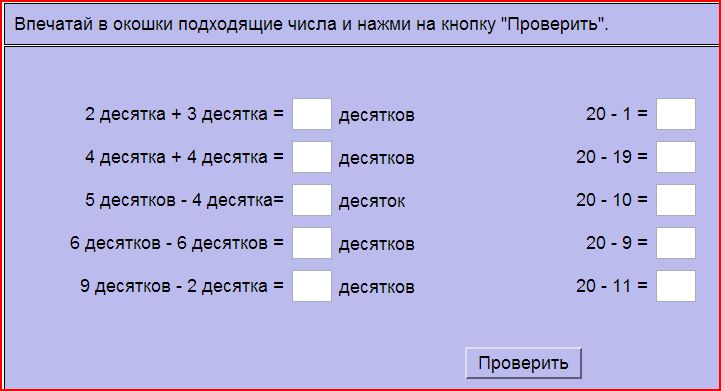 Впечатай в окошки подходящие числа и нажми на кнопку "Проверить".
2 десятка + 3 десятка = десятков 20 - 1 =
4 десятка + 4 десятка = десятков 20 - 19 =
5 десятков - 4 десятка= десяток 20 - 10 =
6 десятков - 6 десятков = десятков 20 - 9 =
9 десятков - 2 десятка = десятков 20 - 11 =
Проверить